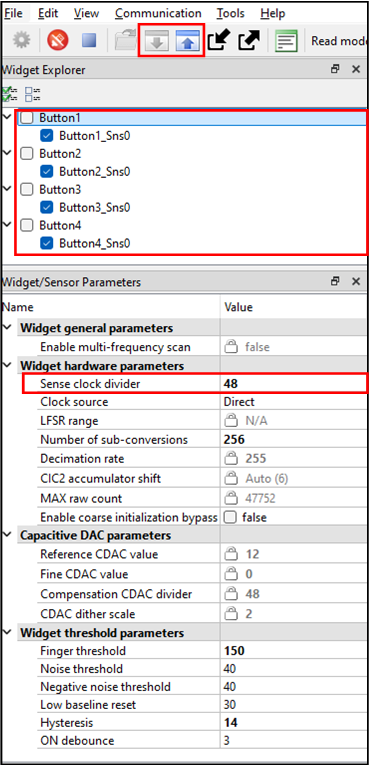 File Edit View Communication Tools Help
Read mode
Widget Explorer
Button1
Button1_Sns0
Button2
Button2_Sns0
Button3
Button3_Sns0
Button4
Button4_Sns0
Widget/Sensor Parameters
Name Value
Widget general parameters
Enable multi-frequency scan false
Widget hardware parameters
Sense clock divider 48
Clock source Direct
LFSR range N/A
Number of sub-conversions 256
Decimation rate 255
CIC2 accumulator shift Auto (6)
MAX raw count 47752
Enable coarse initialization bypass false
Capacitive DAC parameters
Reference CDAC value 12
Fine CDAC value 0
Compensation CDAC divider 48
CDAC dither scale 2
Widget threshold parameters
Finger threshold 150
Noise threshold 40
Negative noise threshold 40
Low baseline reset 30
Hysteresis 14
ON debounce 3